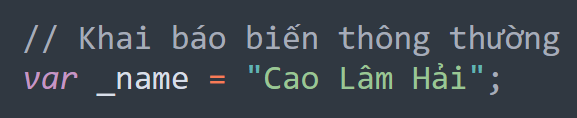 // Khai báo biến thông thường
var _name = "Cao Lâm Hải";